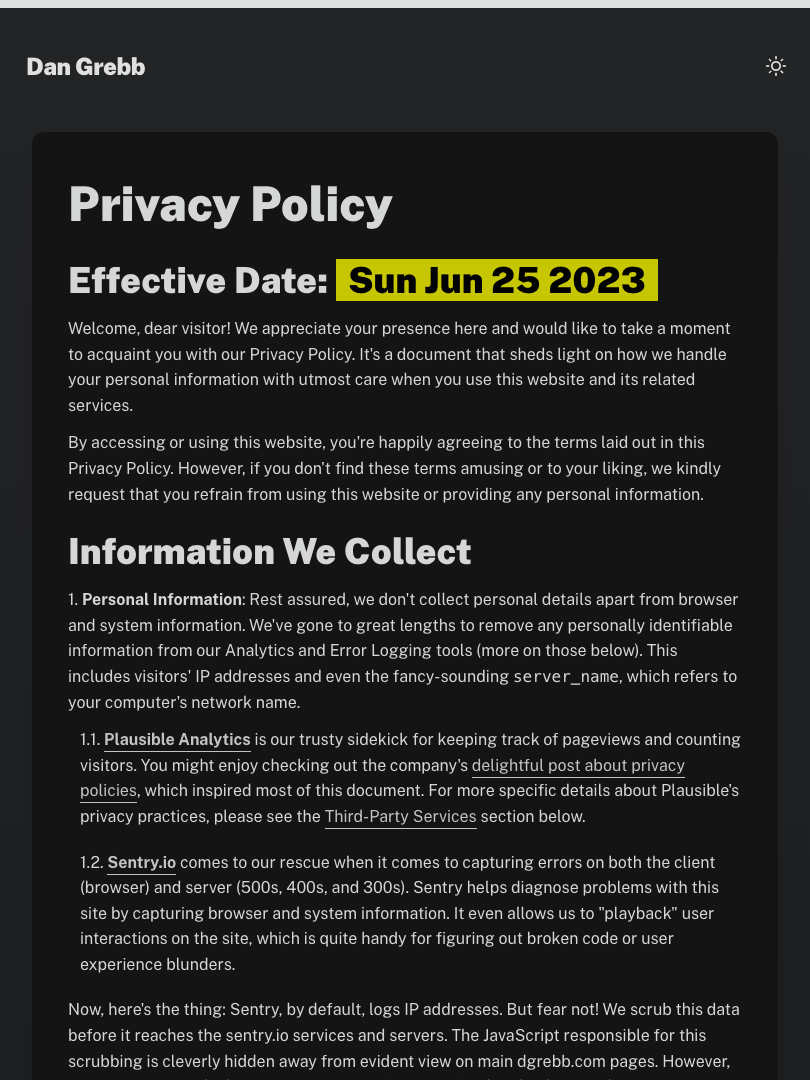 Dan Grebb
Privacy Policy
Effective Date: Sun Jun 25 2023
Welcome, dear visitor! We appreciate your presence here and would like to take a moment
to acquaint you with our Privacy Policy. It's a document that sheds light on how we handle
your personal information with utmost care when you use this website and its related
services.
By accessing or using this website, you're happily agreeing to the terms laid out in this
Privacy Policy. However, if you don't find these terms amusing or to your liking, we kindly
request that you refrain from using this website or providing any personal information.
Information We Collect
1. Personal Information: Rest assured, we don't collect personal details apart from browser
and system information. We've gone to great lengths to remove any personally identifiable
information from our Analytics and Error Logging tools (more on those below). This
includes visitors' IP addresses and even the fancy-sounding server_name, which refers to
your computer's network name.
1.1. Plausible Analytics is our trusty sidekick for keeping track of pageviews and counting
visitors. You might enjoy checking out the company's delightful post about privacy
policies, which inspired most of this document. For more specific details about Plausible's
privacy practices, please see the Third-Party Services section below.
1.2. Sentry.io comes to our rescue when it comes to capturing errors on both the client
(browser) and server (500s, 400s, and 300s). Sentry helps diagnose problems with this
site by capturing browser and system information. It even allows us to "playback" user
interactions on the site, which is quite handy for figuring out broken code or user
experience blunders.
Now, here's the thing: Sentry, by default, logs IP addresses. But fear not! We scrub this data
before it reaches the sentry.io services and servers. The JavaScript responsible for this
scrubbing is cleverly hidden away from evident view on main dgrebb.com pages. However,